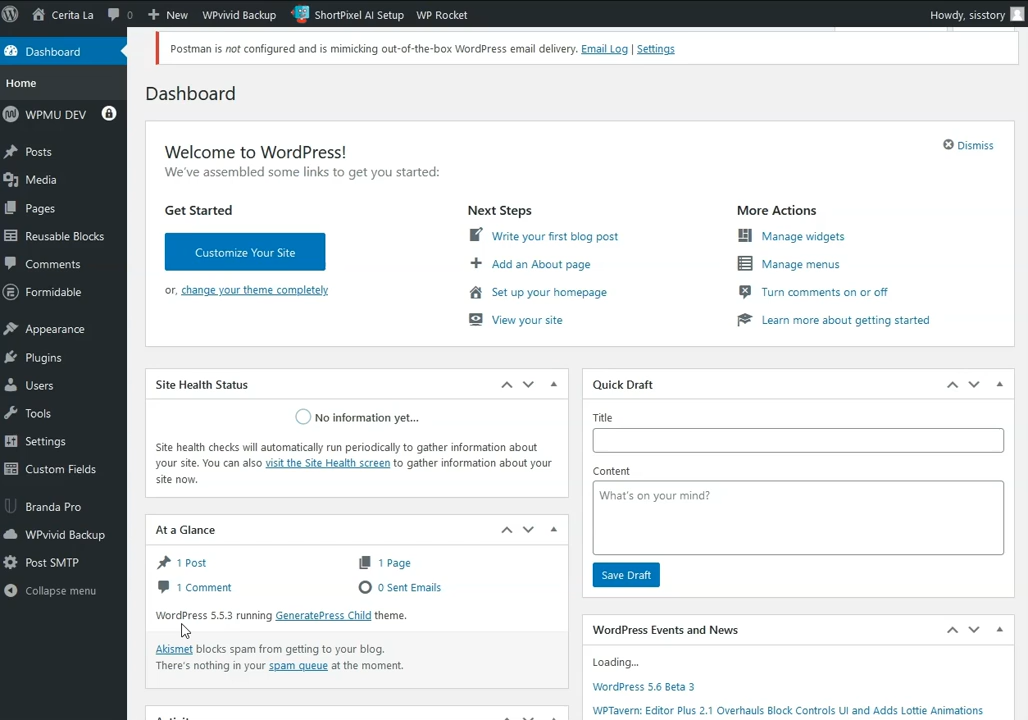 Cerita La
0
New
WPvivid Backup
ShortPixel AI Setup
WP Rocket
Howdy, sisstory
Dashboard
Home
WPMU DEV
Posts
Media
Pages
Reusable Blocks
Comments
Formidable
Appearance
Plugins
Users
Tools
Settings
Custom Fields
Branda Pro
WPvivid Backup
Post SMTP
Collapse menu
Postman is not configured and is mimicking out-of-the-box WordPress email delivery. Email Log | Settings
Dashboard
Welcome to WordPress!
Dismiss
We've assembled some links to get you started:
Get Started
Customize Your Site
or, change your theme completely
Next Steps
Write your first blog post
Add an About page
Set up your homepage
View your site
More Actions
Manage widgets
Manage menus
Turn comments on or off
Learn more about getting started
Site Health Status
No information yet...
Site health checks will automatically run periodically to gather information about
your site. You can also visit the Site Health screen to gather information about your
site now.
At a Glance
1 Post
1 Page
1 Comment
0 Sent Emails
WordPress 5.5.3 running GeneratePress Child theme.
Akismet blocks spam from getting to your blog.
There's nothing in your spam queue at the moment.
Activity
Quick Draft
Title
Content
What's on your mind?
Save Draft
WordPress Events and News
Loading...
WordPress 5.6 Beta 3
WPTavern: Editor Plus 2.1 Overhauls Block Controls UI and Adds Lottie Animations